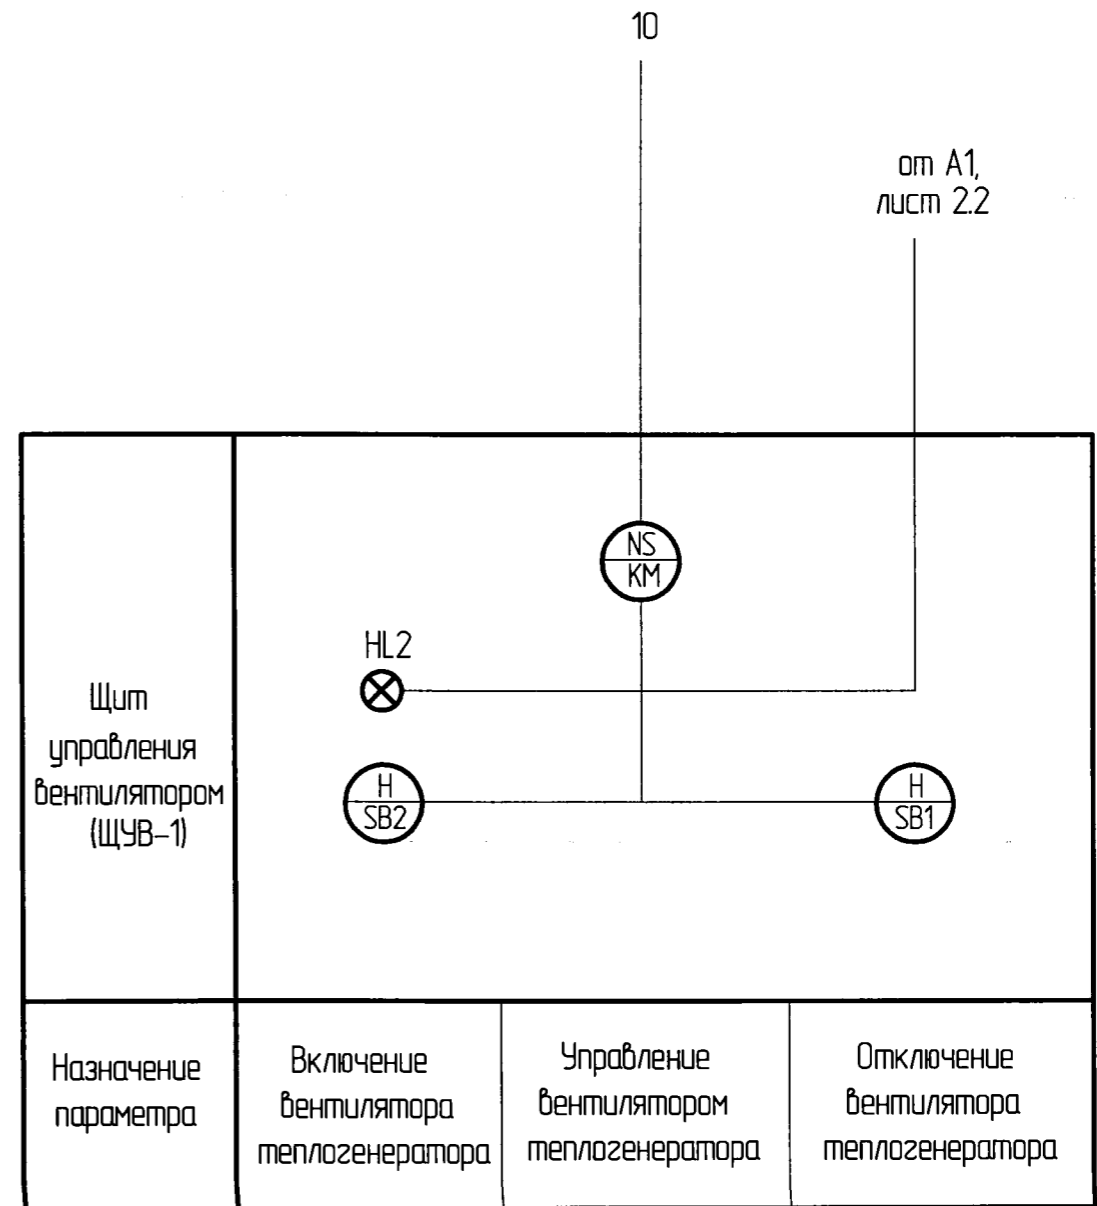 10
от А1,
лист 2.2
NS
KM
HL2
H
SB2
H
SB1
Щит
управления
вентилятором
(ЩУВ-1)
Назначение
параметра
Включение
вентилятора
теплогенератора
Управление
вентилятором
теплогенератора
Отключение
вентилятора
теплогенератора